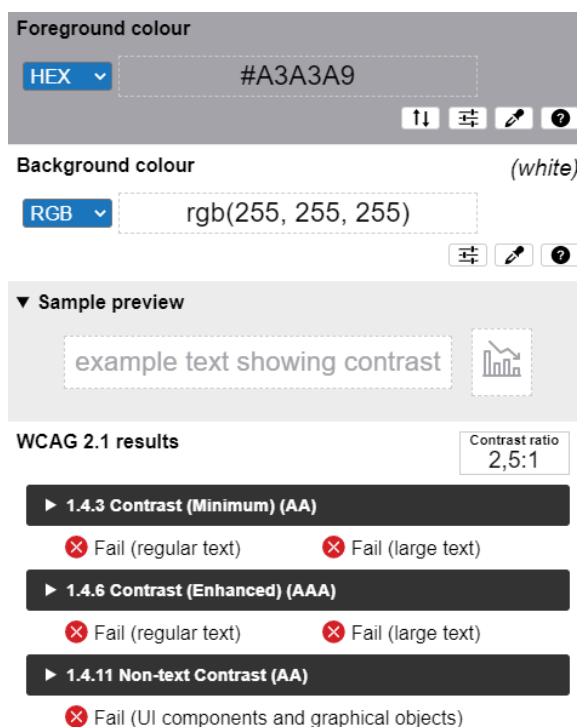 Foreground colour
HEX
#A3A3A9
Background colour
(white)
RGB
rgb(255, 255, 255)
▼ Sample preview
example text showing contrast
WCAG 2.1 results
Contrast ratio
2,5:1
1.4.3 Contrast (Minimum) (AA)
Fail (regular text)
Fail (large text)
1.4.6 Contrast (Enhanced) (AAA)
Fail (regular text)
Fail (large text)
1.4.11 Non-text Contrast (AA)
Fail (UI components and graphical objects)